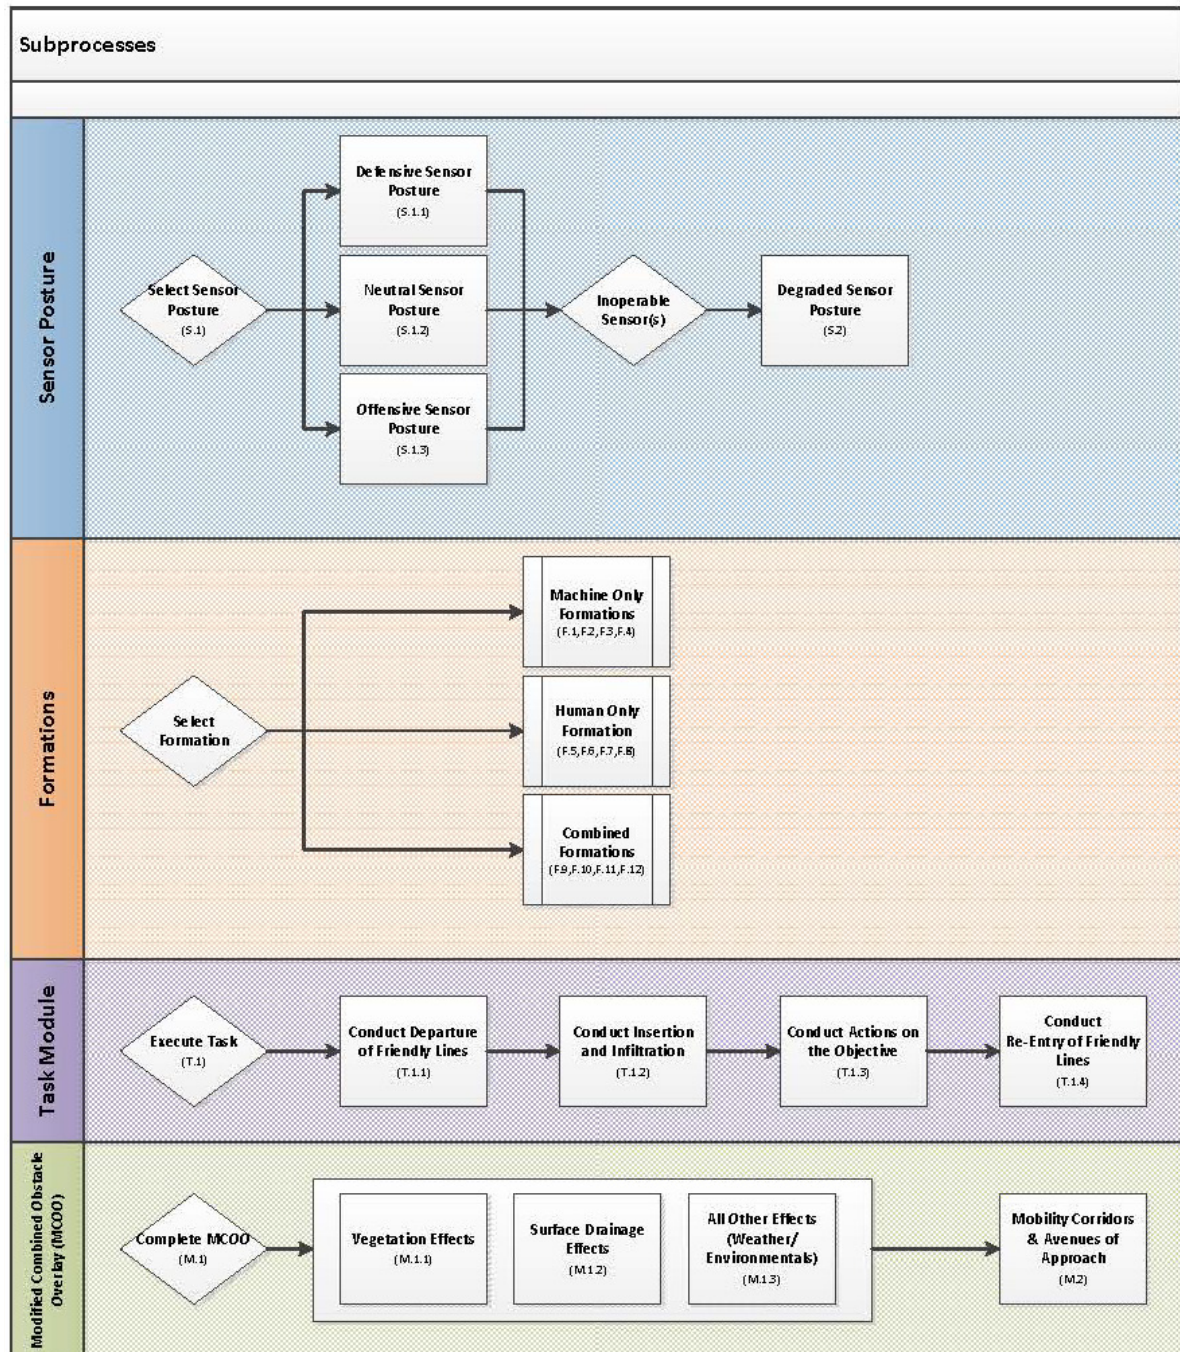 Subprocesses
Sensor Posture
Select Sensor
Posture
(S.1)
Defensive Sensor
Posture
(S.1.1)
Neutral Sensor
Posture
(S.1.2)
Offensive Sensor
Posture
(S.1.3)
Inoperable
Sensor(s)
Degraded Sensor
Posture
(S.2)
Formations
Select
Formation
Machine Only
Formations
(F.1,F.2,F.3,F.4)
Human Only
Formation
(F.5,F.6,F.7,F.8)
Combined
Formations
(F.9,F.10,F.11,F.12)
Task Module
Execute Task
(T.1)
Conduct Departure
of Friendly Lines
(T.1.1)
Conduct Insertion
and Infiltration
(T.1.2)
Conduct Actions on
the Objective
(T.1.3)
Conduct
Re-Entry of Friendly
Lines
(T.1.4)
Modified Combined Obstacle
Overlay (MCOO)
Complete MCOO
(M.1)
Vegetation Effects
(M.1.1)
Surface Drainage
Effects
(M.1.2)
All Other Effects
(Weather/
Environmentals)
(M.1.3)
Mobility Corridors
& Avenues of
Approach
(M.2)